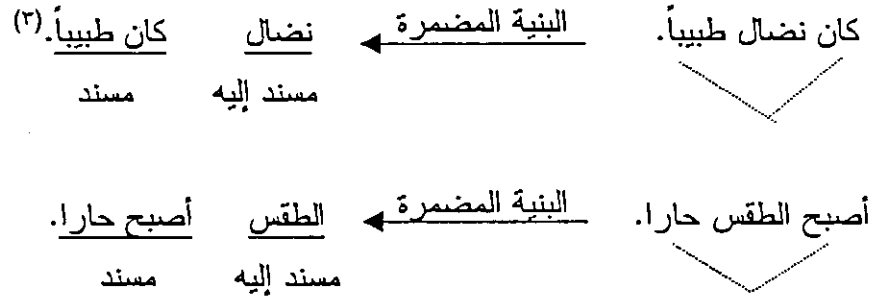 كان نضال طبيباً. البنية المضمرة نضال كان طبيباً.(٣)
مسند إليه مسند
أصبح الطقس حارا. البنية المضمرة الطقس أصبح حارا.
مسند إليه مسند